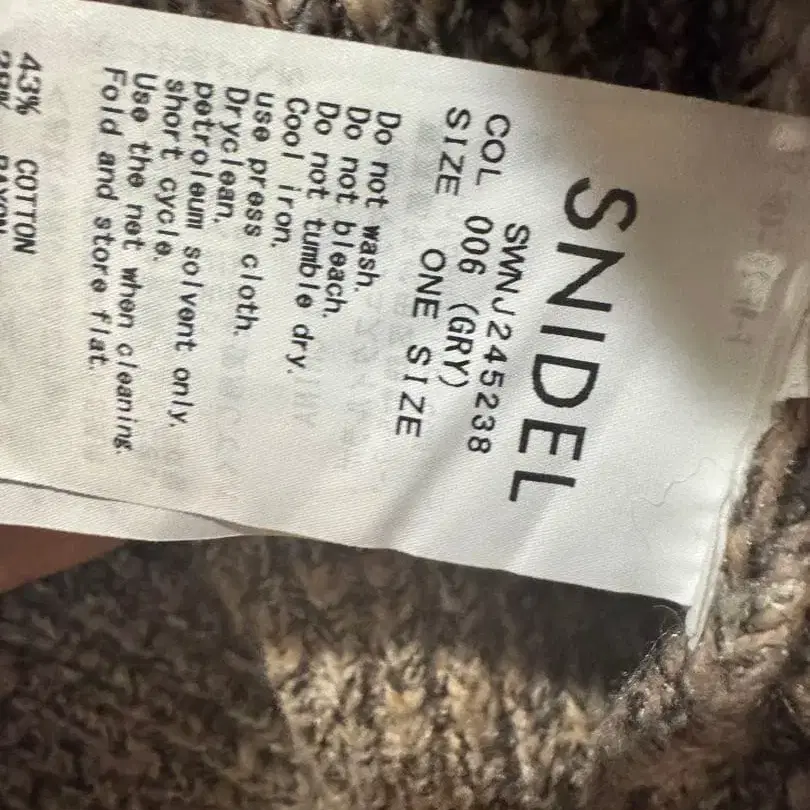 SNIDEL
SWNJ245238
COL 006 (GRY)
SIZE ONE SIZE
Do not wash.
Do not bleach.
Do not tumble dry.
Cool iron,
use press cloth.
Dryclean,
petroleum solvent only,
short cycle.
Use the net when cleaning.
Fold and store flat.
43% COTTON